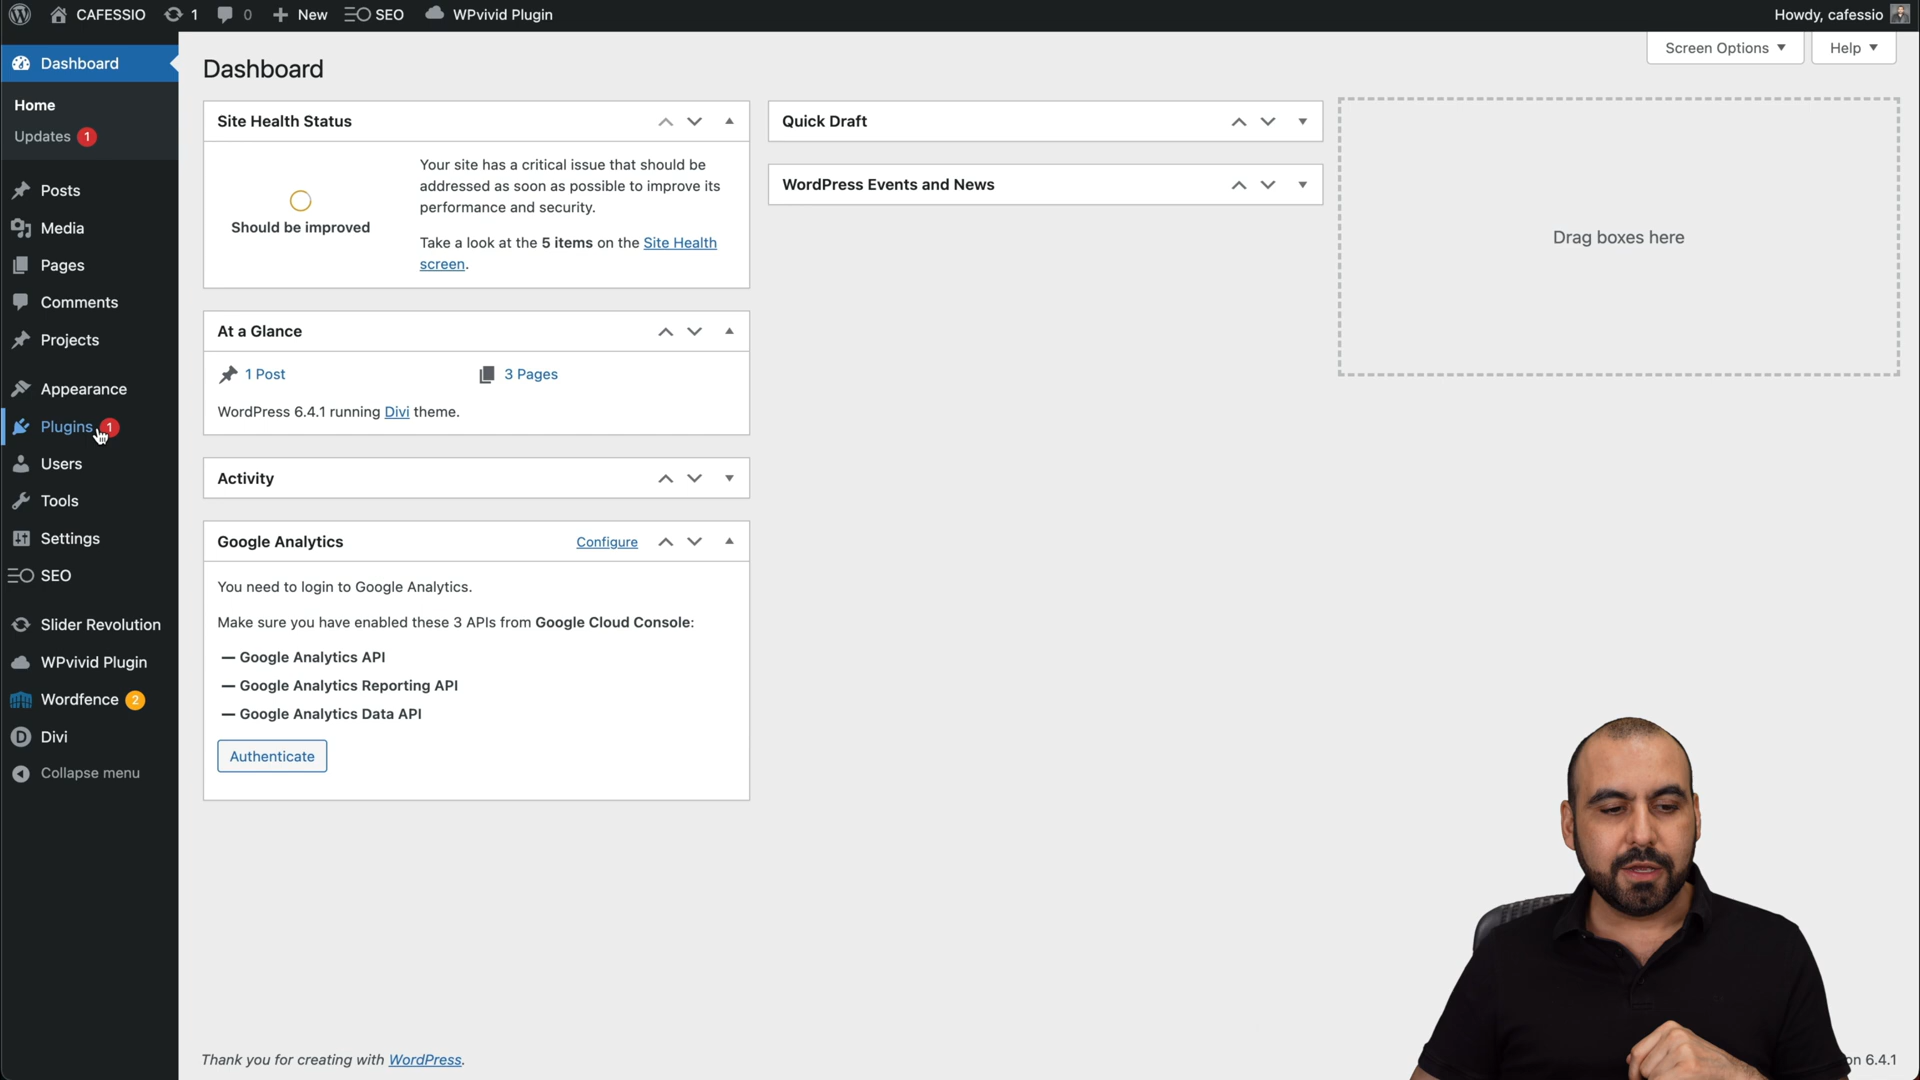 CAFESSIO 1 0 New SEO WPvivid Plugin Howdy, cafessio
Screen Options Help
Dashboard
Home
Updates 1
Posts
Media
Pages
Comments
Projects
Appearance
Plugins 1
Users
Tools
Settings
SEO
Slider Revolution
WPvivid Plugin
Wordfence 2
Divi
Collapse menu
Dashboard
Site Health Status
Should be improved
Your site has a critical issue that should be
addressed as soon as possible to improve its
performance and security.
Take a look at the 5 items on the Site Health
screen.
At a Glance
1 Post 3 Pages
WordPress 6.4.1 running Divi theme.
Activity
Google Analytics Configure
You need to login to Google Analytics.
Make sure you have enabled these 3 APIs from Google Cloud Console:
— Google Analytics API
— Google Analytics Reporting API
— Google Analytics Data API
Authenticate
Quick Draft
WordPress Events and News
Drag boxes here
Thank you for creating with WordPress.
on 6.4.1